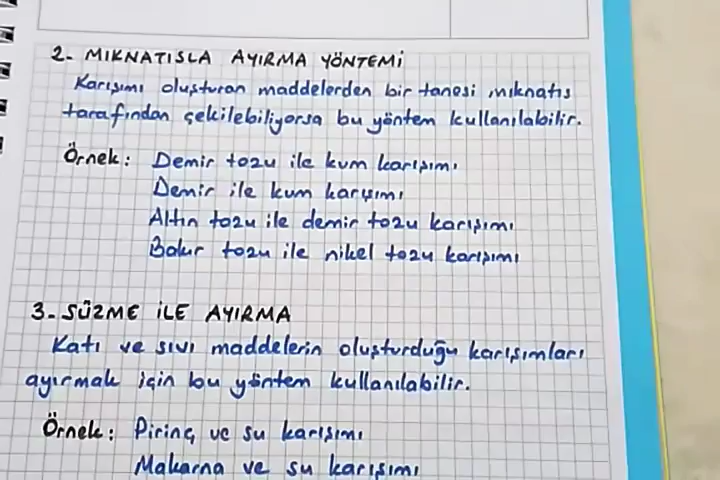 2- MIKNATISLA AYIRMA YÖNTEMİ
Karışımı oluşturan maddelerden bir tanesi mıknatıs
tarafından çekilebiliyorsa bu yöntem kullanılabilir.
Örnek: Demir tozu ile kum karışımı
Demir ile kum karışımı
Altın tozu ile demir tozu karışımı
Bakır tozu ile nikel tozu karışımı
3- SÜZME İLE AYIRMA
Katı ve sıvı maddelerin oluşturduğu karışımları
ayırmak için bu yöntem kullanılabilir.
Örnek: Pirinç ve su karışımı
Makarna ve su karışımı